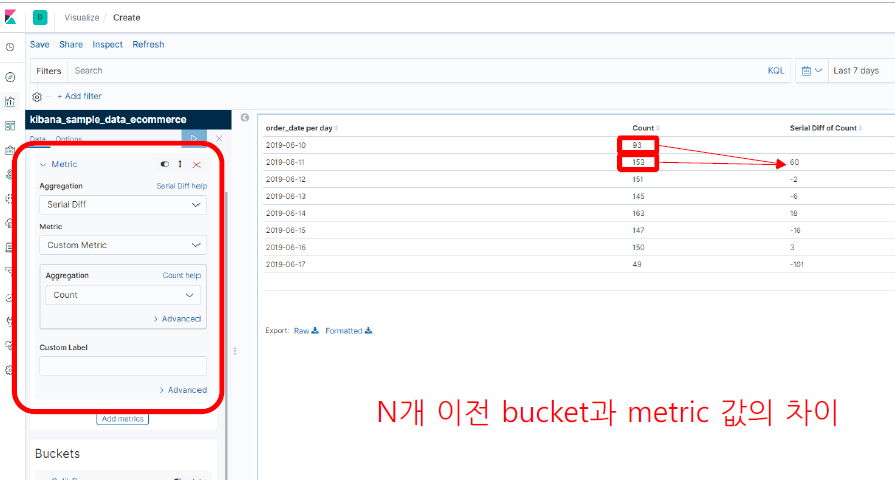 D Visualize / Create
Save Share Inspect Refresh
Filters Search KQL Last 7 days
+ Add filter
kibana_sample_data_ecommerce
Data Options
Metric
Aggregation Serial Diff help
Serial Diff
Metric
Custom Metric
Aggregation Count help
Count
Advanced
Custom Label
Advanced
Add metrics
Buckets
order_date per day Count Serial Diff of Count
2019-06-10 93
2019-06-11 153 60
2019-06-12 151 -2
2019-06-13 145 -6
2019-06-14 163 18
2019-06-15 147 -16
2019-06-16 150 3
2019-06-17 49 -101
Export: Raw Formatted
N개 이전 bucket과 metric 값의 차이